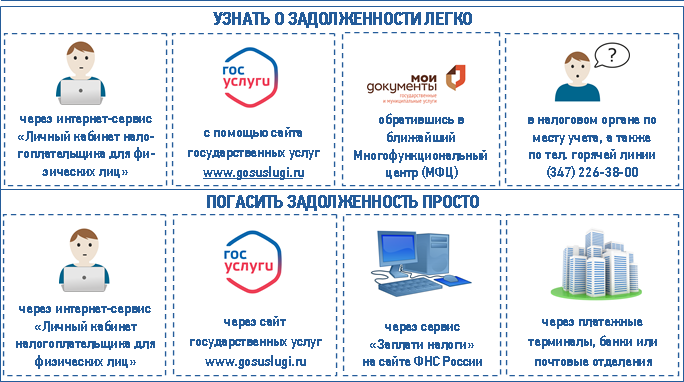 УЗНАТЬ О ЗАДОЛЖЕННОСТИ ЛЕГКО
через интернет-сервис
«Личный кабинет нало-
гоплательщика для фи-
зических лиц»
гос
услуги
с помощью сайта
государственных услуг
www.gosuslugi.ru
мои
документы
государственные
и муниципальные услуги
обратившись в
ближайший
Многофункциональный
центр (МФЦ)
?
в налоговом органе по
месту учета, а также
по тел. горячей линии
(347) 226-38-00
ПОГАСИТЬ ЗАДОЛЖЕННОСТЬ ПРОСТО
через интернет-сервис
«Личный кабинет
налогоплательщика для
физических лиц»
гос
услуги
через сайт
государственных услуг
www.gosuslugi.ru
через сервис
«Заплати налоги»
на сайте ФНС России
через платежные
терминалы, банки или
почтовые отделения